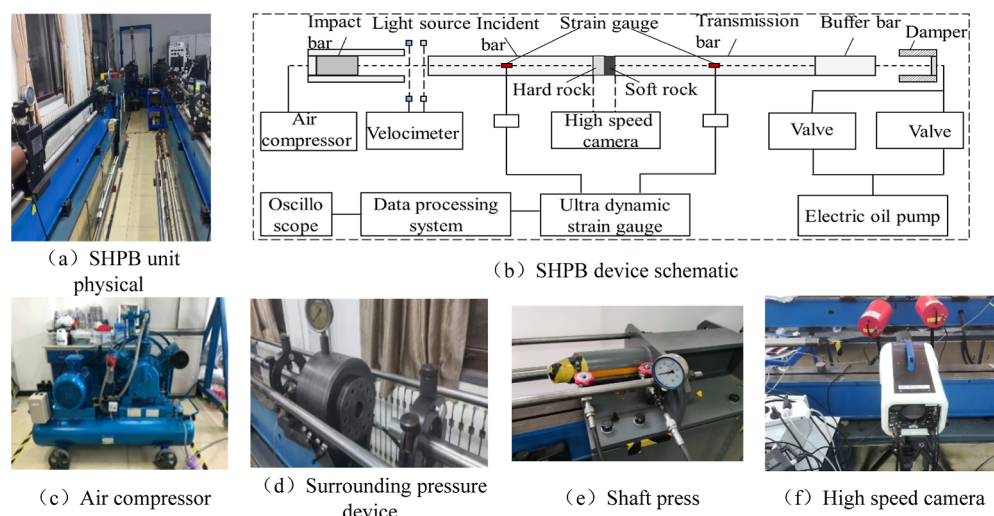 Impact bar
Light source
Incident bar
Strain gauge
Transmission bar
Buffer bar
Damper
Hard rock
Soft rock
Air compressor
Velocimeter
High speed camera
Valve
Valve
Oscillo scope
Data processing system
Ultra dynamic strain gauge
Electric oil pump
（a）SHPB unit physical
（b）SHPB device schematic
（c）Air compressor
（d）Surrounding pressure device
（e）Shaft press
（f）High speed camera